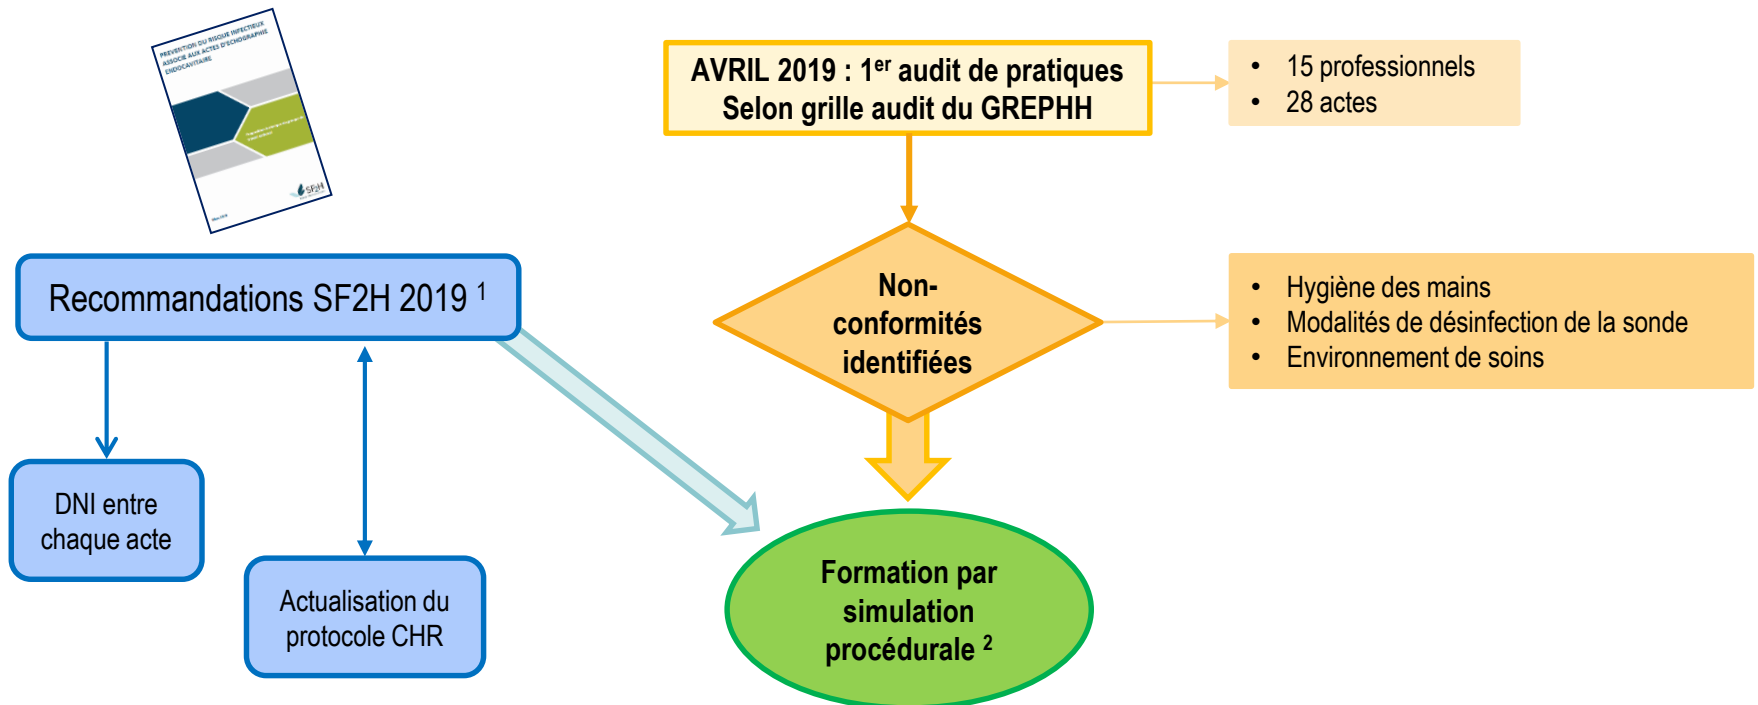 PREVENTION DU RISQUE INFECTIEUX
ASSOCIE AUX ACTES D'ECHOGRAPHIE
ENDOCAVITAIRE
SF2H
AVRIL 2019 : 1er audit de pratiques
Selon grille audit du GREPHH
• 15 professionnels
• 28 actes
Recommandations SF2H 2019 1
Non-
conformités
identifiées
• Hygiène des mains
• Modalités de désinfection de la sonde
• Environnement de soins
DNI entre
chaque acte
Actualisation du
protocole CHR
Formation par
simulation
procédurale 2